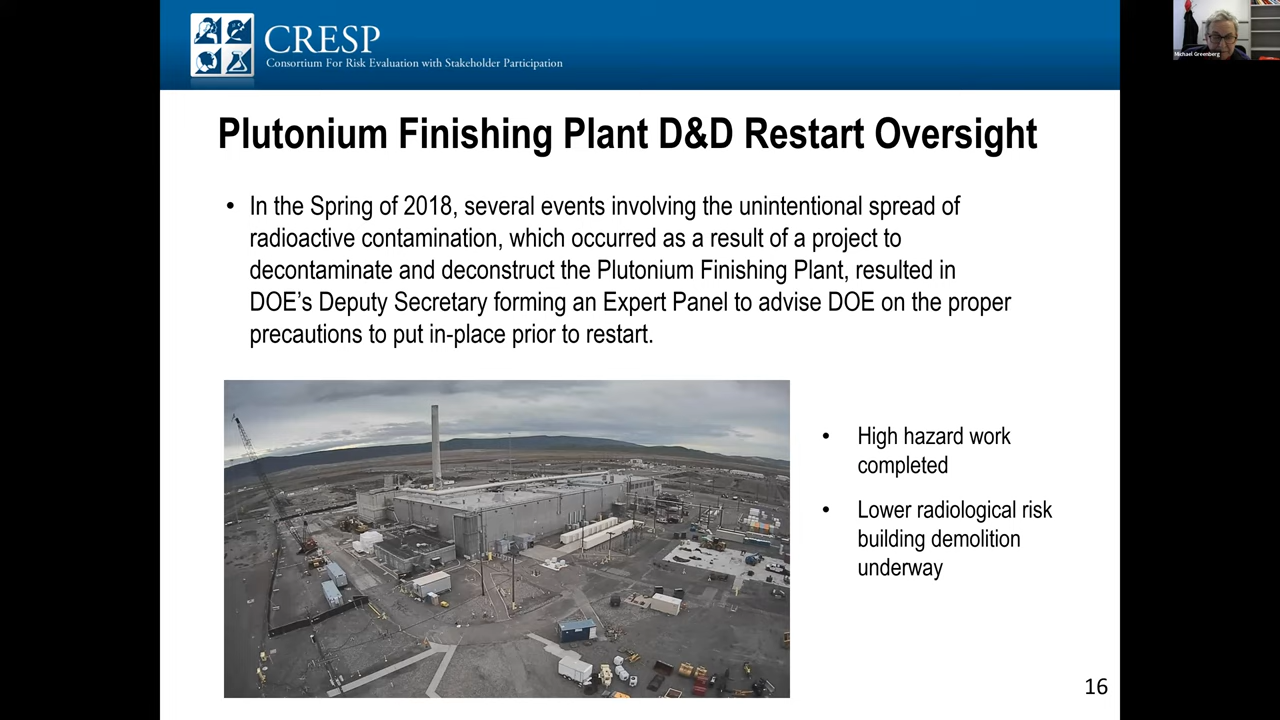 CRESP
Consortium For Risk Evaluation with Stakeholder Participation
Michael Greenberg
Plutonium Finishing Plant D&D Restart Oversight
• In the Spring of 2018, several events involving the unintentional spread of
radioactive contamination, which occurred as a result of a project to
decontaminate and deconstruct the Plutonium Finishing Plant, resulted in
DOE’s Deputy Secretary forming an Expert Panel to advise DOE on the proper
precautions to put in-place prior to restart.
• High hazard work
completed
• Lower radiological risk
building demolition
underway
16